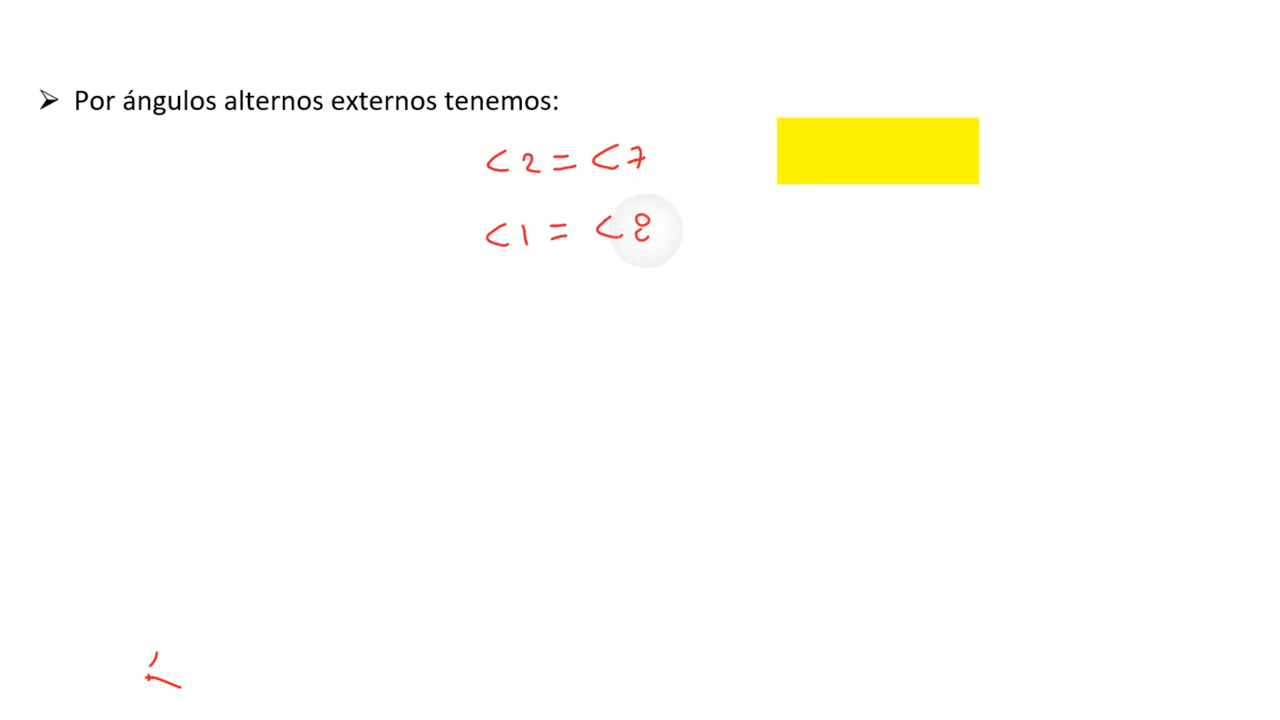 Por ángulos alternos externos tenemos:
<2 = <7
<1 = <8